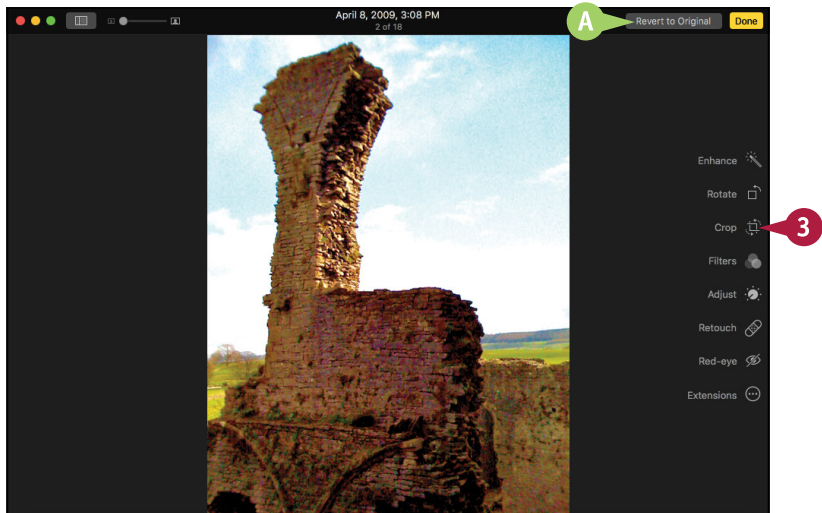 April 8, 2009, 3:08 PM
2 of 18
A
Revert to Original
Done
Enhance
Rotate
Crop
3
Filters
Adjust
Retouch
Red-eye
Extensions